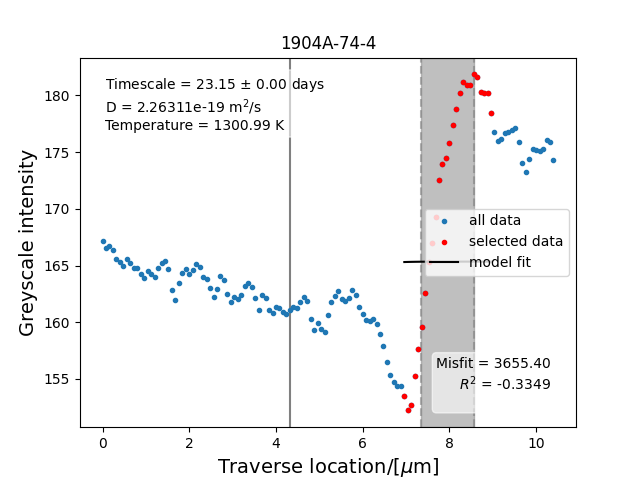 1904A-74-4
Timescale = 23.15 ± 0.00 days
D = 2.26311e-19 m²/s
Temperature = 1300.99 K
Greyscale intensity
180
175
170
165
160
155
all data
selected data
model fit
Misfit = 3655.40
R² = -0.3349
0 2 4 6 8 10
Traverse location/[μm]